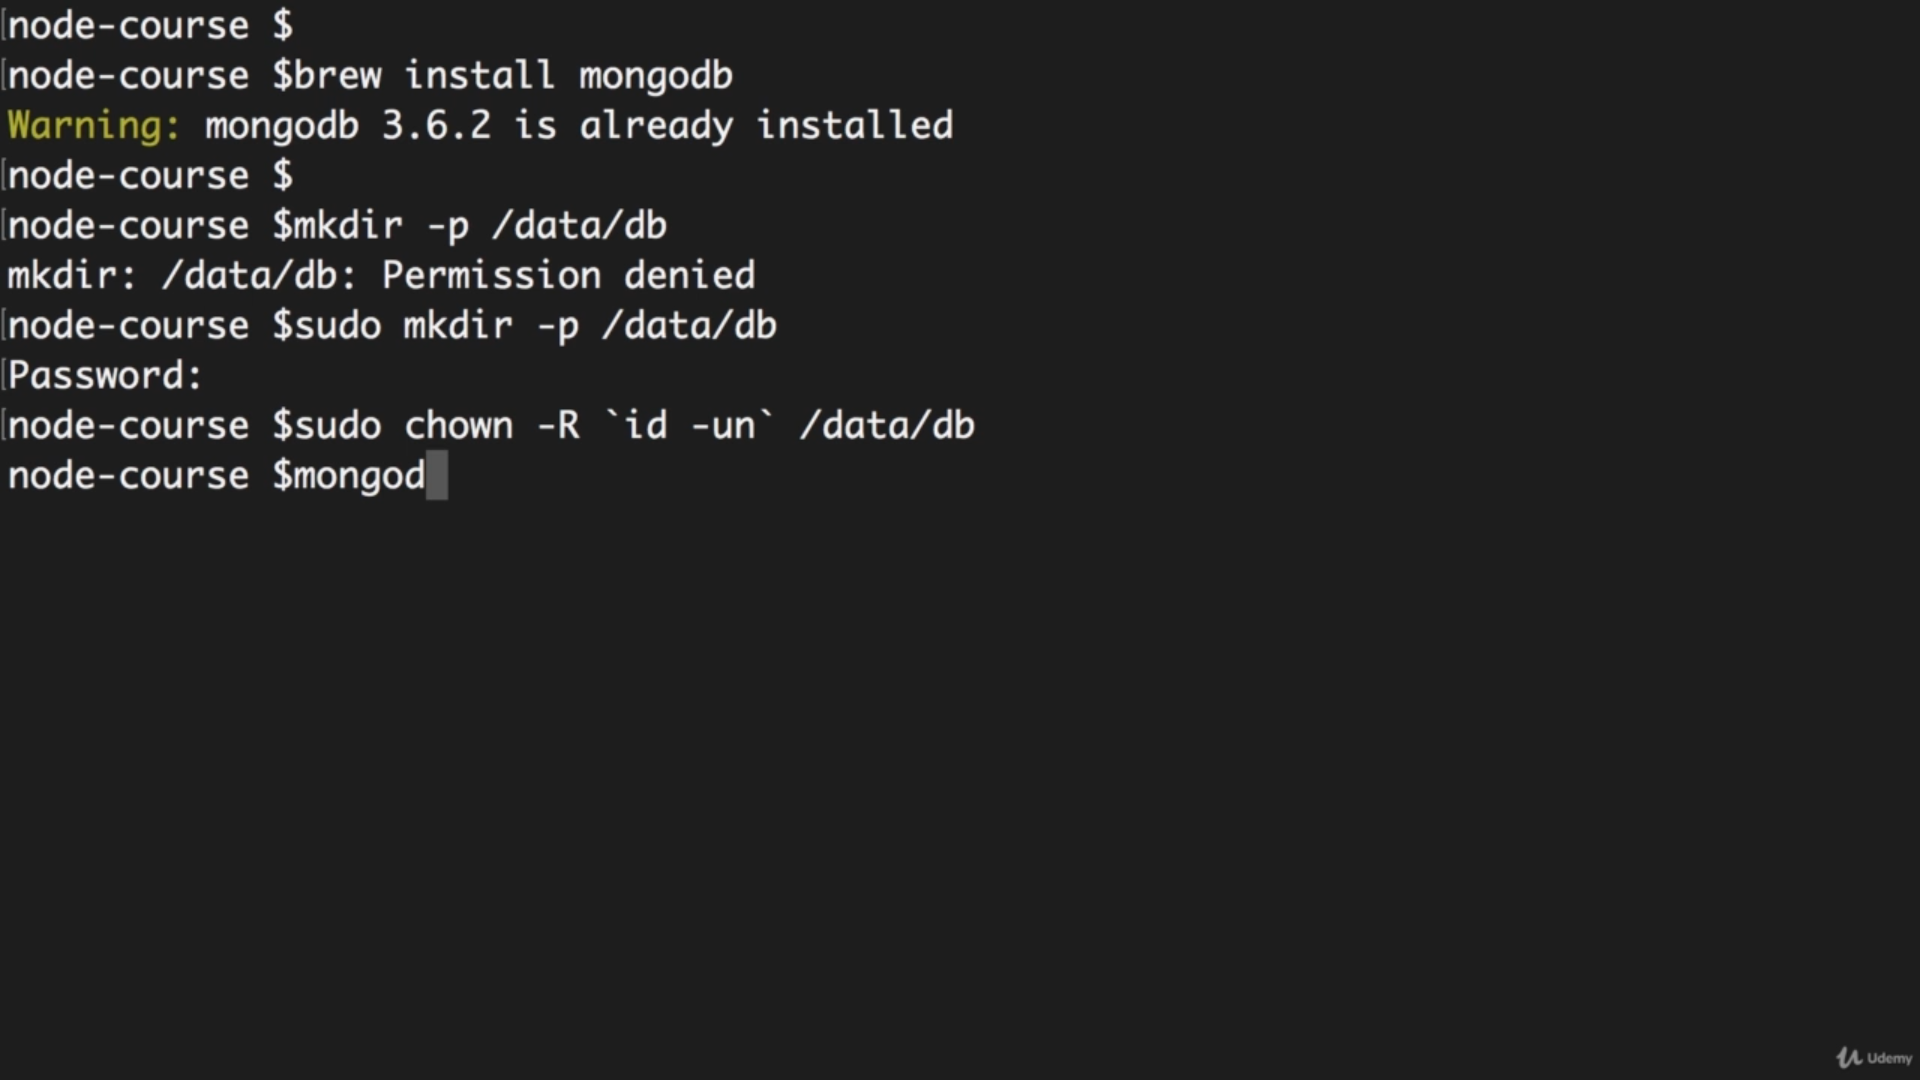 node-course $
node-course $brew install mongodb
Warning: mongodb 3.6.2 is already installed
node-course $
node-course $mkdir -p /data/db
mkdir: /data/db: Permission denied
node-course $sudo mkdir -p /data/db
Password:
node-course $sudo chown -R `id -un` /data/db
node-course $mongod
Udemy